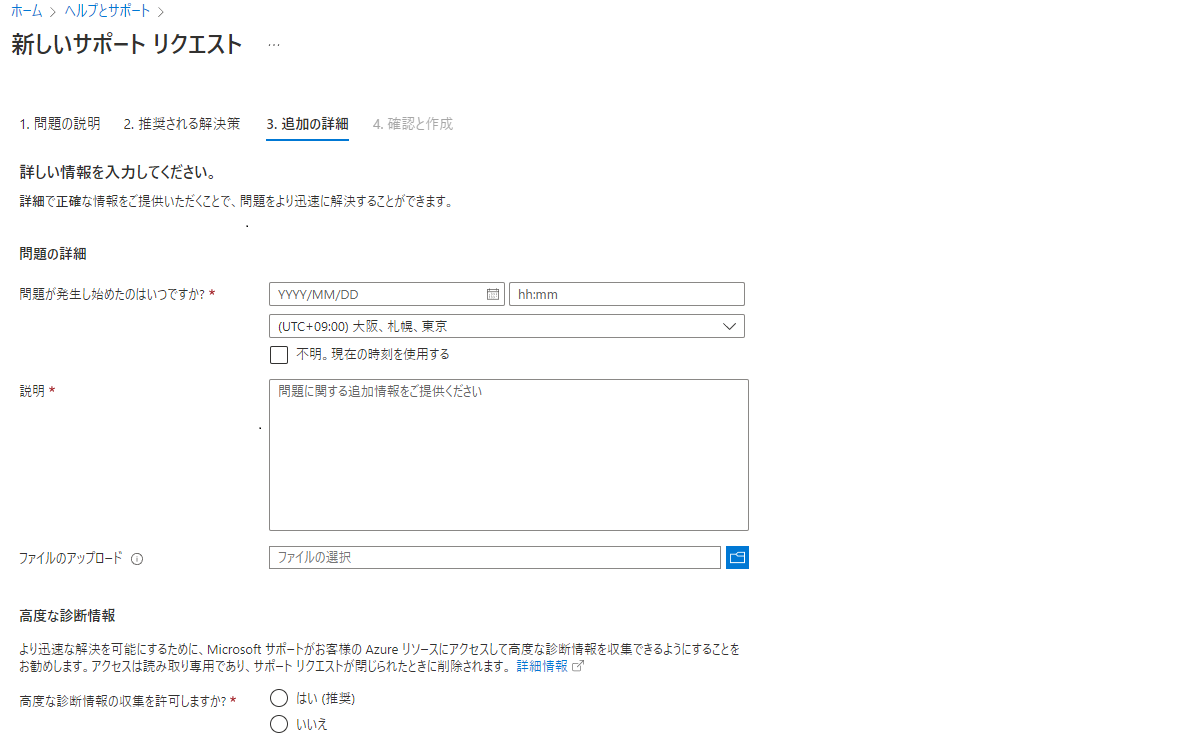 ホーム > ヘルプとサポート >
新しいサポート リクエスト ...
1. 問題の説明 2. 推奨される解決策 3. 追加の詳細 4. 確認と作成
詳しい情報を入力してください。
詳細で正確な情報をご提供いただくことで、問題をより迅速に解決することができます。
問題の詳細
問題が発生し始めたのはいつですか? * YYYY/MM/DD hh:mm
(UTC+09:00) 大阪、札幌、東京
不明。現在の時刻を使用する
説明 * 問題に関する追加情報をご提供ください
ファイルのアップロード ファイルの選択
高度な診断情報
より迅速な解決を可能にするために、Microsoft サポートがお客様の Azure リソースにアクセスして高度な診断情報を収集できるようにすることを
お勧めします。アクセスは読み取り専用であり、サポート リクエストが閉じられたときに削除されます。 詳細情報
高度な診断情報の収集を許可しますか? * はい (推奨)
いいえ